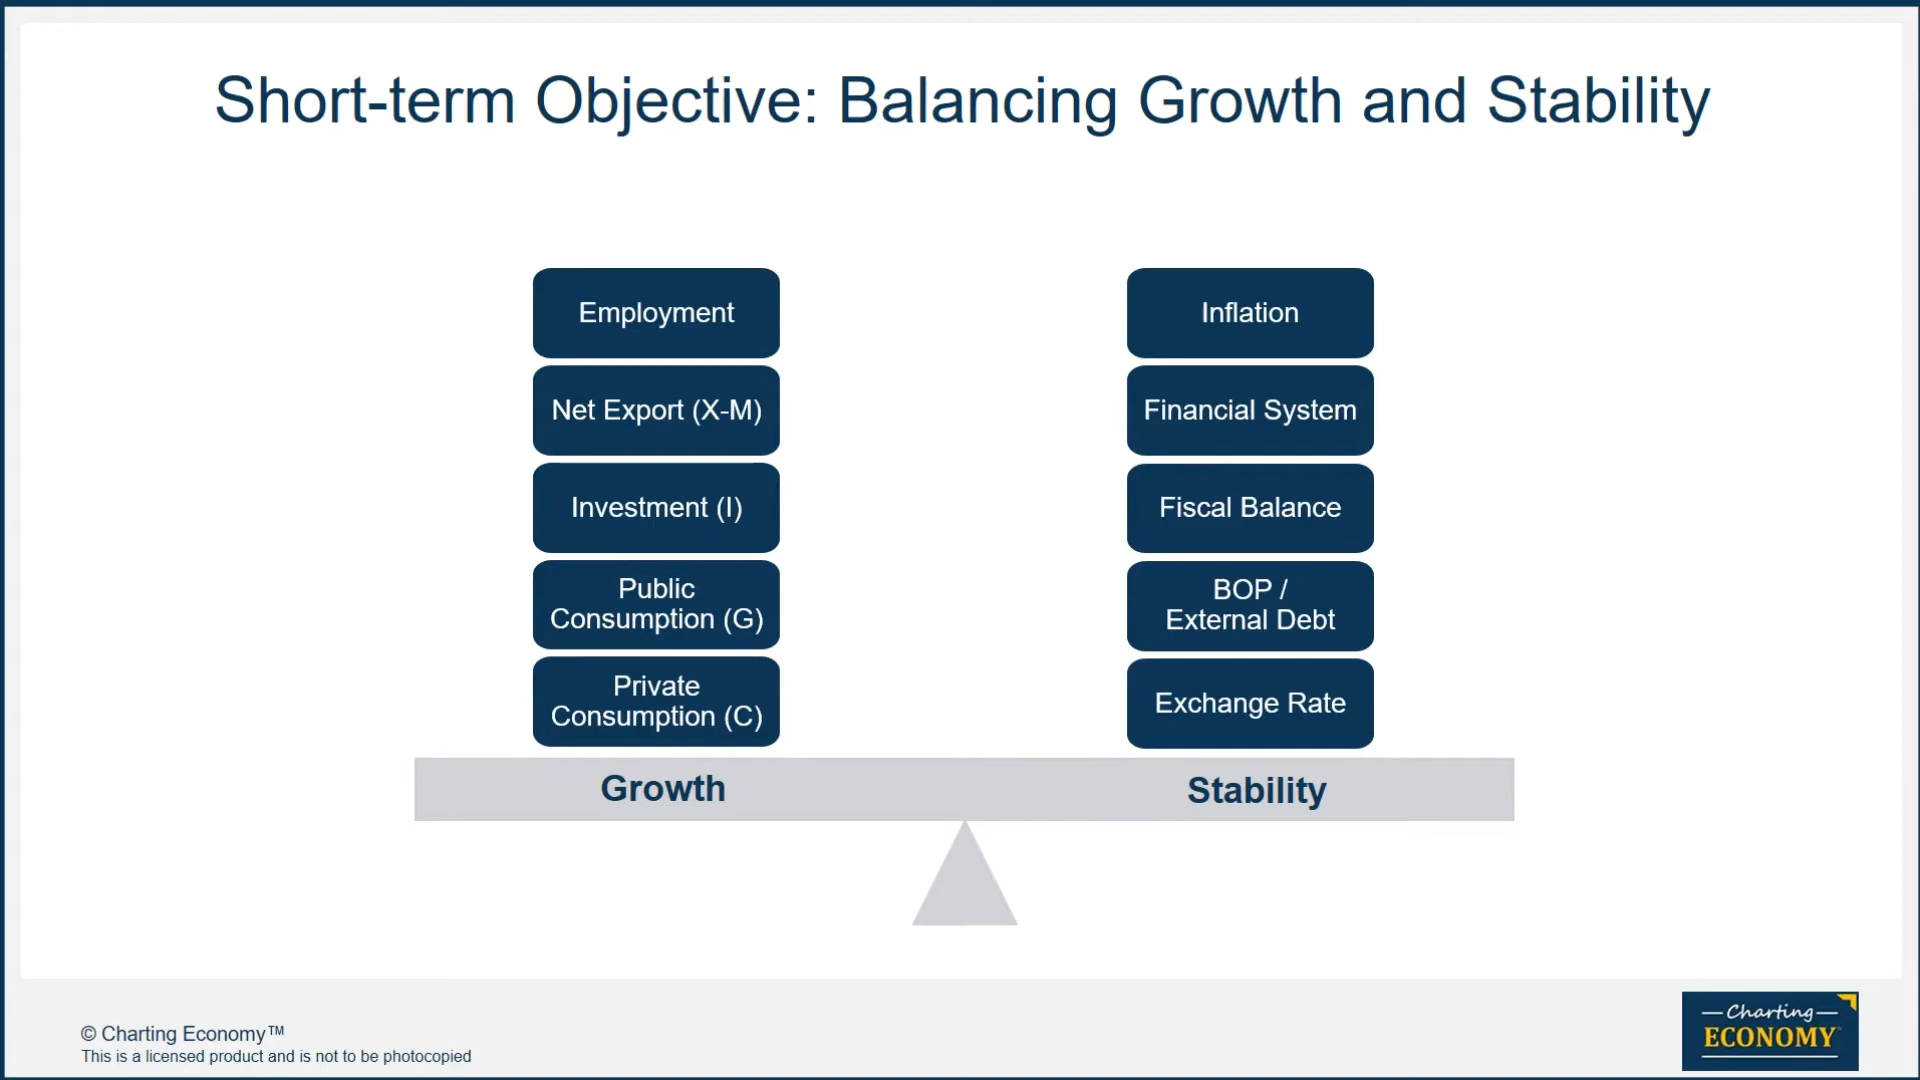 Short-term Objective: Balancing Growth and Stability
Employment
Net Export (X-M)
Investment (I)
Public
Consumption (G)
Private
Consumption (C)
Growth
Inflation
Financial System
Fiscal Balance
BOP /
External Debt
Exchange Rate
Stability
© Charting Economy™
This is a licensed product and is not to be photocopied
Charting
ECONOMY